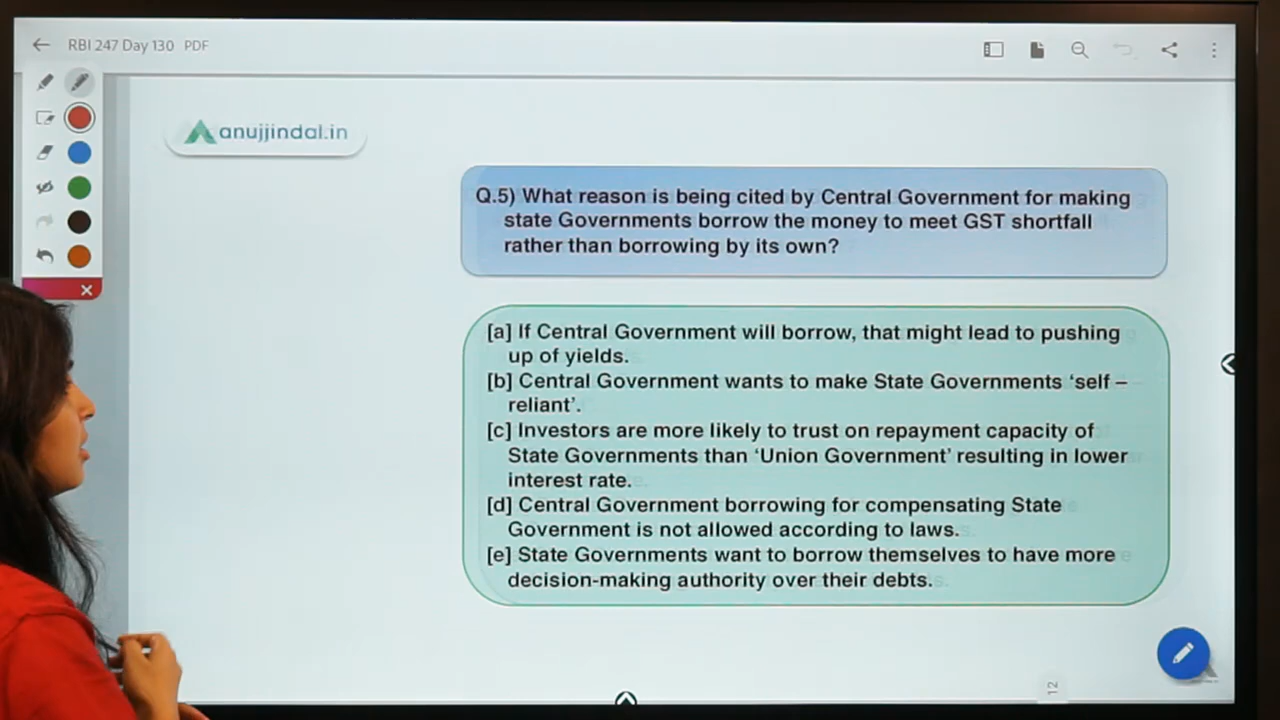 RBI 247 Day 130 PDF
anujjindal.in
Q.5) What reason is being cited by Central Government for making
state Governments borrow the money to meet GST shortfall
rather than borrowing by its own?
[a] If Central Government will borrow, that might lead to pushing
up of yields.
[b] Central Government wants to make State Governments ‘self –
reliant’.
[c] Investors are more likely to trust on repayment capacity of
State Governments than ‘Union Government’ resulting in lower
interest rate.
[d] Central Government borrowing for compensating State
Government is not allowed according to laws.
[e] State Governments want to borrow themselves to have more
decision-making authority over their debts.
12